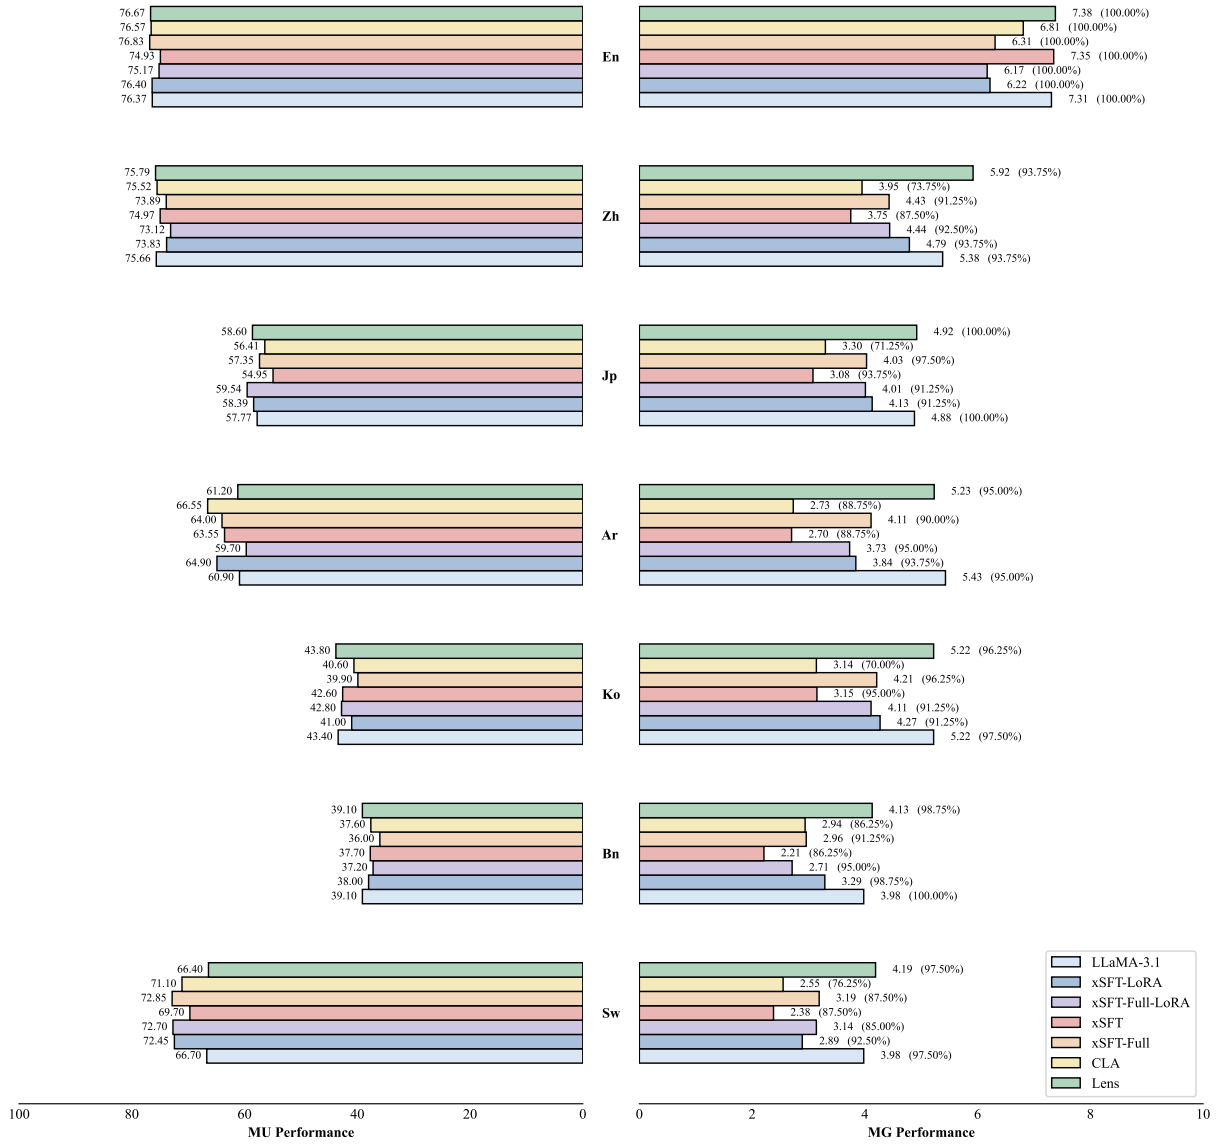 76.67 7.38 (100.00%)
76.57 6.81 (100.00%)
76.83 6.31 (100.00%)
74.93 En 7.35 (100.00%)
75.17 6.17 (100.00%)
76.40 6.22 (100.00%)
76.37 7.31 (100.00%)
75.79 5.92 (93.75%)
75.52 3.95 (73.75%)
73.89 4.43 (91.25%)
74.97 Zh 3.75 (87.50%)
73.12 4.44 (92.50%)
73.83 4.79 (93.75%)
75.66 5.38 (93.75%)
58.60 4.92 (100.00%)
56.41 3.30 (71.25%)
57.35 4.03 (97.50%)
54.95 Jp 3.08 (93.75%)
59.54 4.01 (91.25%)
58.39 4.13 (91.25%)
57.77 4.88 (100.00%)
61.20 5.23 (95.00%)
66.55 2.73 (88.75%)
64.00 4.11 (90.00%)
63.55 Ar 2.70 (88.75%)
59.70 3.73 (95.00%)
64.90 3.84 (93.75%)
60.90 5.43 (95.00%)
43.80 5.22 (96.25%)
40.60 3.14 (70.00%)
39.90 4.21 (96.25%)
42.60 Ko 3.15 (95.00%)
42.80 4.11 (91.25%)
41.00 4.27 (91.25%)
43.40 5.22 (97.50%)
39.10 4.13 (98.75%)
37.60 2.94 (86.25%)
36.00 2.96 (91.25%)
37.70 Bn 2.21 (86.25%)
37.20 2.71 (95.00%)
38.00 3.29 (98.75%)
39.10 3.98 (100.00%)
66.40 4.19 (97.50%)
71.10 2.55 (76.25%)
72.85 3.19 (87.50%)
69.70 Sw 2.38 (87.50%)
72.70 3.14 (85.00%)
72.45 2.89 (92.50%)
66.70 3.98 (97.50%)
LLaMA-3.1
xSFT-LoRA
xSFT-Full-LoRA
xSFT
xSFT-Full
CLA
Lens
100 80 60 40 20 0 0 2 4 6 8 10
MU Performance MG Performance